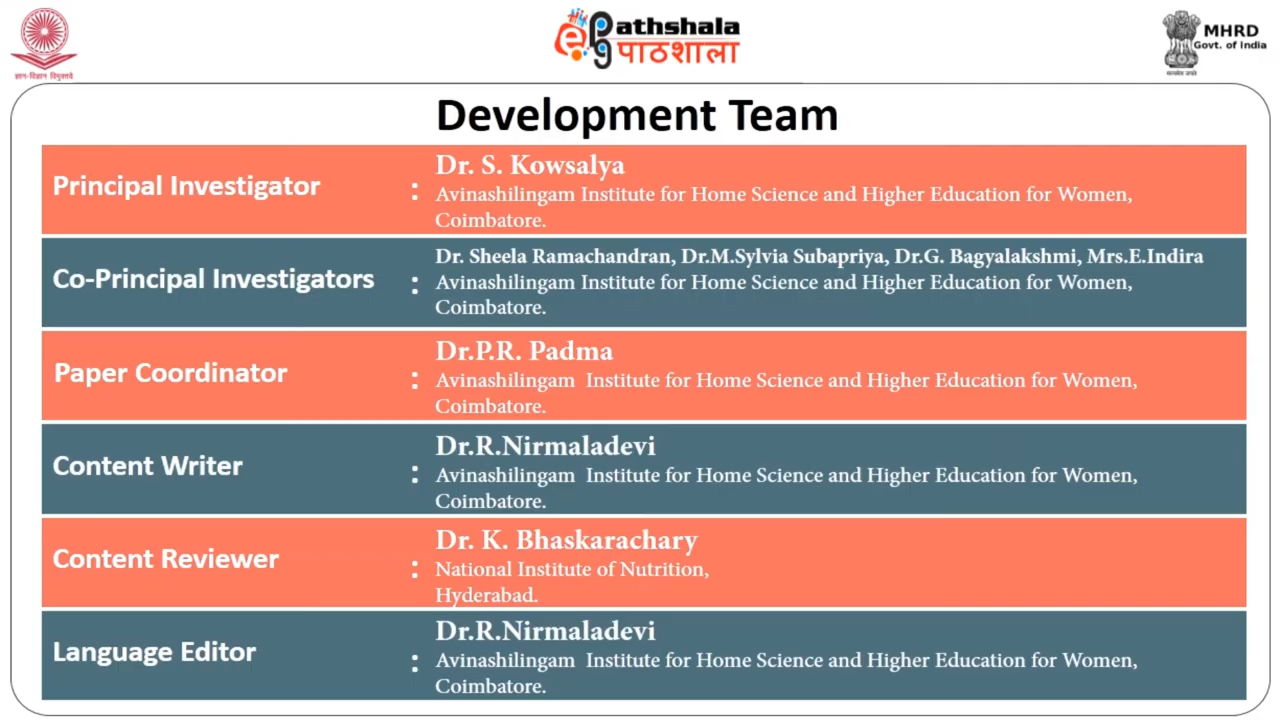 ज्ञान-विज्ञान विमुक्तये
ePathshala
पाठशाला
MHRD
Govt. of India
सत्यमेव जयते
Development Team
Principal Investigator
:
Dr. S. Kowsalya
Avinashilingam Institute for Home Science and Higher Education for Women,
Coimbatore.
Co-Principal Investigators
:
Dr. Sheela Ramachandran, Dr.M.Sylvia Subapriya, Dr.G. Bagyalakshmi, Mrs.E.Indira
Avinashilingam Institute for Home Science and Higher Education for Women,
Coimbatore.
Paper Coordinator
:
Dr.P.R. Padma
Avinashilingam Institute for Home Science and Higher Education for Women,
Coimbatore.
Content Writer
:
Dr.R.Nirmaladevi
Avinashilingam Institute for Home Science and Higher Education for Women,
Coimbatore.
Content Reviewer
:
Dr. K. Bhaskarachary
National Institute of Nutrition,
Hyderabad.
Language Editor
:
Dr.R.Nirmaladevi
Avinashilingam Institute for Home Science and Higher Education for Women,
Coimbatore.